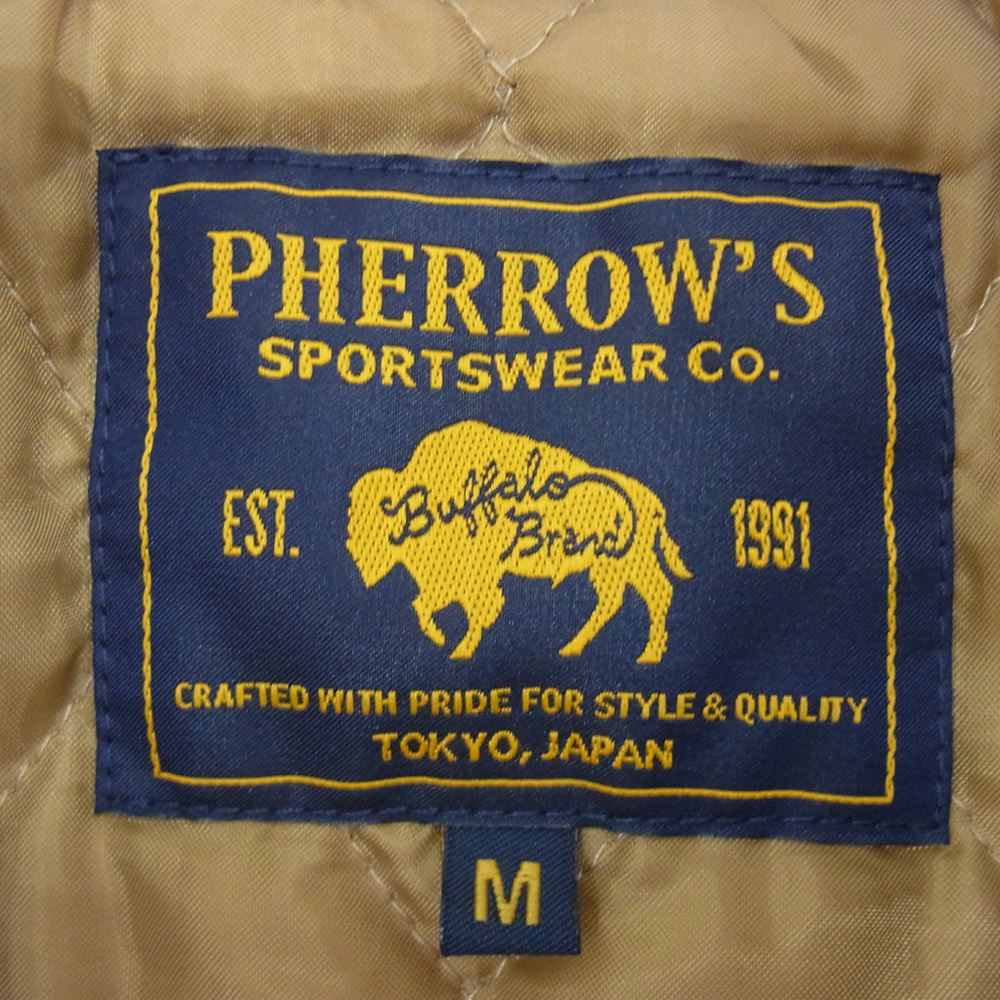 PHERROW'S
SPORTSWEAR CO.
Buffalo
Brand
EST. 1991
CRAFTED WITH PRIDE FOR STYLE & QUALITY
TOKYO, JAPAN
M